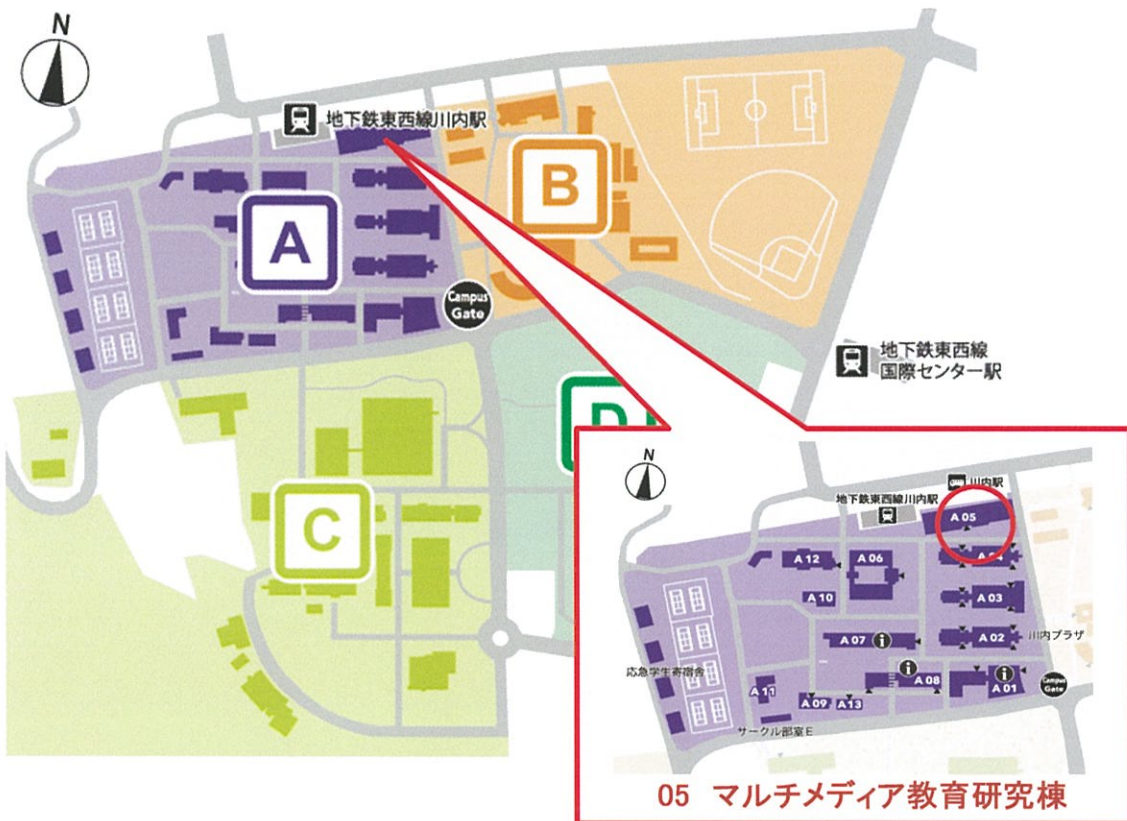 N
地下鉄東西線川内駅
A
B
Campus
Gate
地下鉄東西線
国際センター駅
D
C
N
川内駅
地下鉄東西線川内駅
A 05
A 12
A 06
A 04
A 10
A 03
A 07
A 02
川内プラザ
応急学生寄宿舎
A 08
A 11
A 01
Campus
Gate
A 09
A 13
サークル部室E
05 マルチメディア教育研究棟